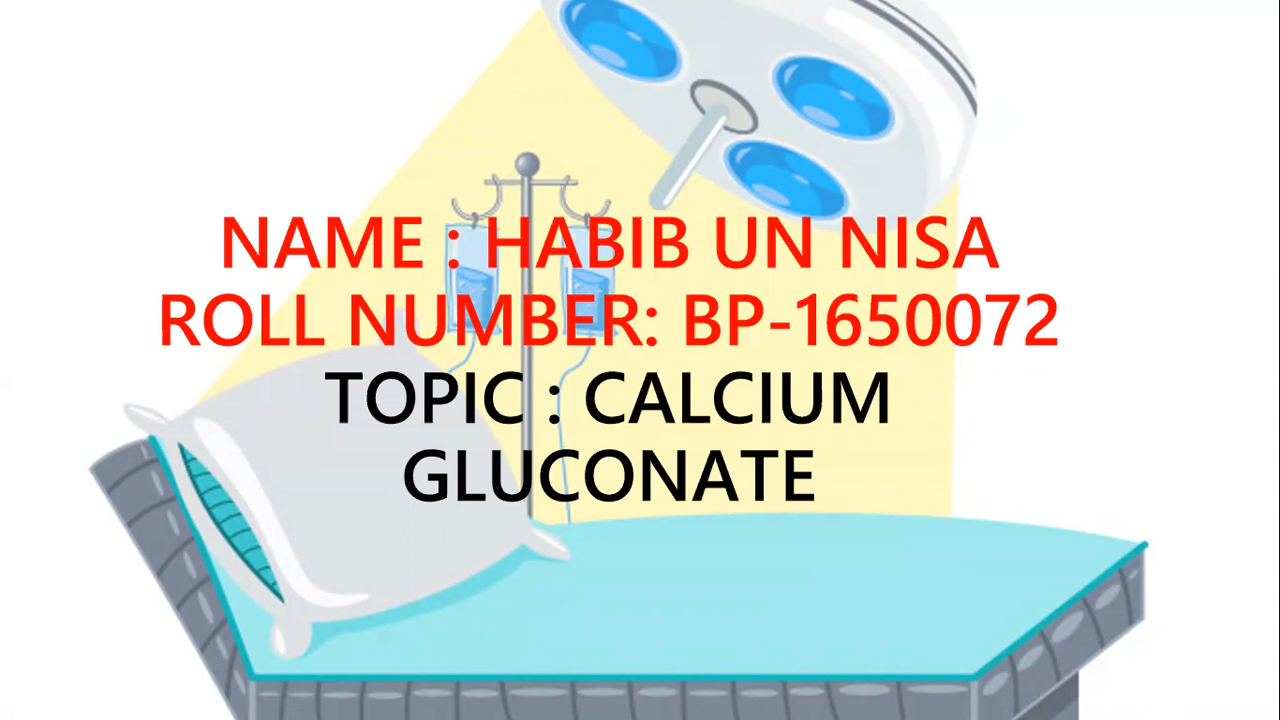 NAME : HABIB UN NISA
ROLL NUMBER: BP-1650072
TOPIC : CALCIUM
GLUCONATE